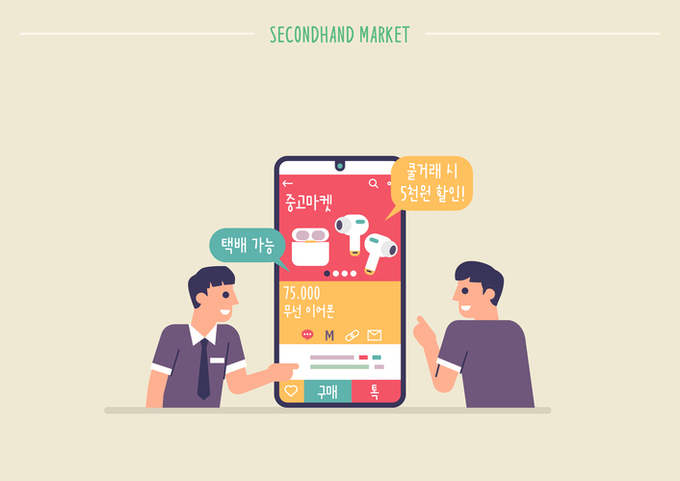 SECONDHAND MARKET
쿨거래 시
5천원 할인!
중고마켓
택배 가능
75.000
무선 이어폰
M
구매
톡